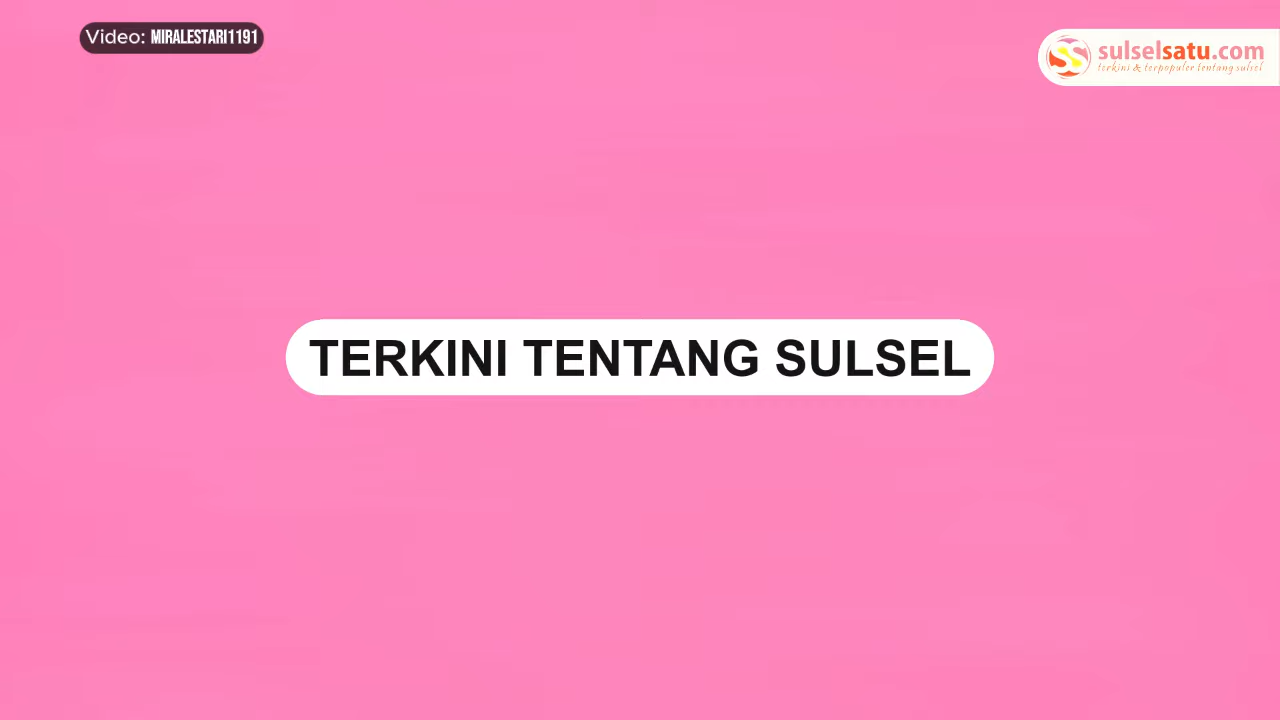 Video: MIRALESTARI1191
sulselsatu.com
terkini & terpopuler tentang sulsel
TERKINI TENTANG SULSEL